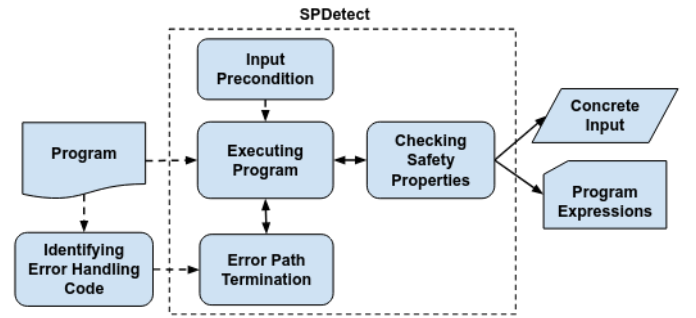 SPDetect
Input
Precondition
Program
Executing
Program
Checking
Safety
Properties
Concrete
Input
Program
Expressions
Identifying
Error Handling
Code
Error Path
Termination